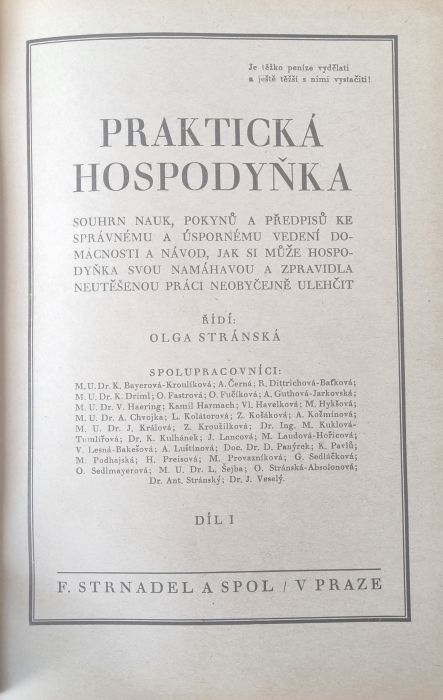 Je těžko peníze vydělati
a ještě těžší s nimi vystačiti!
PRAKTICKÁ
HOSPODYŇKA
SOUHRN NAUK, POKYNŮ A PŘEDPISŮ KE
SPRÁVNÉMU A ÚSPORNÉMU VEDENÍ DO-
MÁCNOSTI A NÁVOD, JAK SI MŮŽE HOSPO-
DYŇKA SVOU NAMÁHAVOU A ZPRAVIDLA
NEUTĚŠENOU PRÁCI NEOBYČEJNĚ ULEHČIT
ŘÍDÍ:
OLGA STRÁNSKÁ
SPOLUPRACOVNÍCI:
M. U. Dr. K. Bayerová-Kroulíková; A. Černá; R. Dittrichová-Baťková;
M. U. Dr. K. Driml; O. Fastrová; O. Fučíková; A. Guthová-Jarkovská;
M. U. Dr. V. Haering; Kamil Harmach; Vl. Havelková; M. Hykšová;
M. U. Dr. A. Chvojka; L. Kolátorová; Z. Košáková; A. Košmínová;
M. U. Dr. J. Králová; Z. Kroužilková; Dr. Ing. M. Kuklová-
Tumlířová; Dr. K. Kulhánek; J. Lancová; M. Laudová-Hořicová;
V. Lesná-Bakešová; A. Luštinová; Doc. Dr. D. Panýrek; K. Pavlů;
M. Podhajská; H. Preisová; M. Provazníková; G. Sedláčková;
O. Sedlmayerová; M. U. Dr. L. Šejba; O. Stránská-Absolonová;
Dr. Ant. Stránský; Dr. J. Veselý.
DÍL I
F. STRNADEL A SPOL / V PRAZE